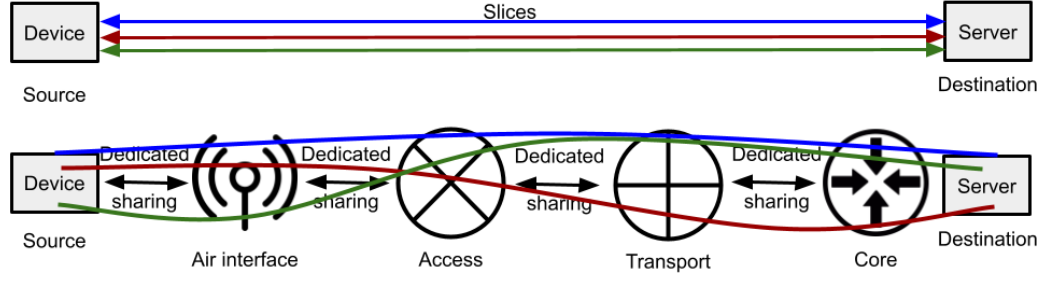 Slices
Device
Server
Source
Destination
Dedicated
sharing
Dedicated
sharing
Dedicated
sharing
Dedicated
sharing
Device
Server
Source
Destination
Air interface
Access
Transport
Core